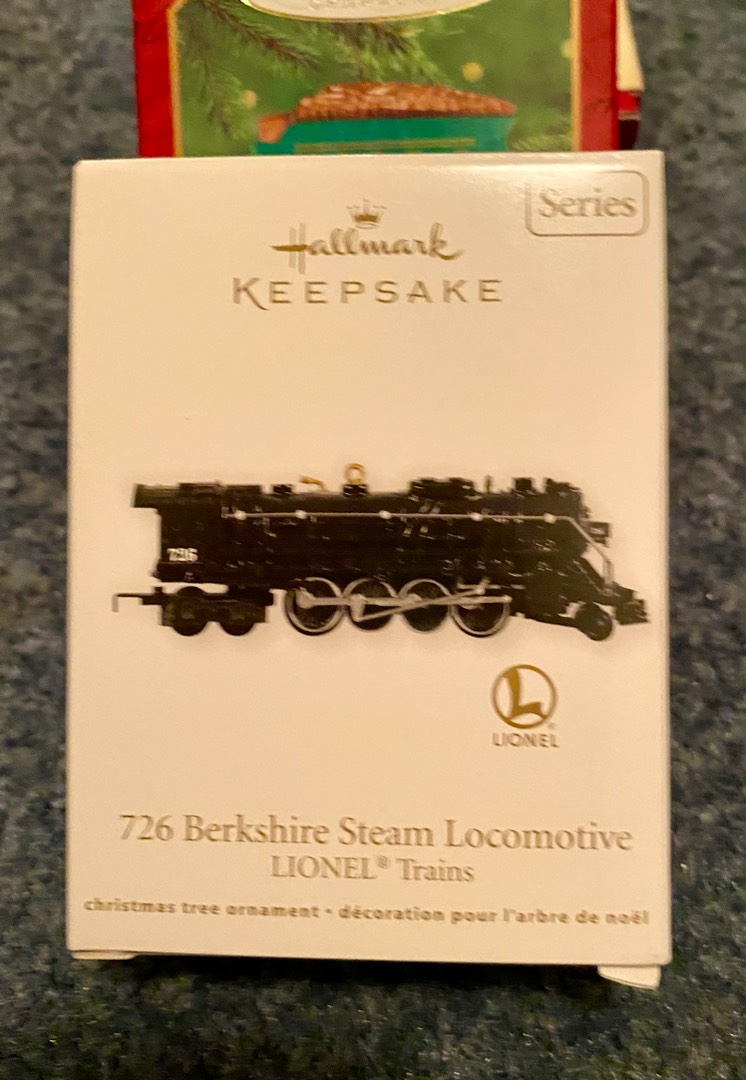 Series
Hallmark
KEEPSAKE
726
L
LIONEL
726 Berkshire Steam Locomotive
LIONEL® Trains
christmas tree ornament • décoration pour l'arbre de noël